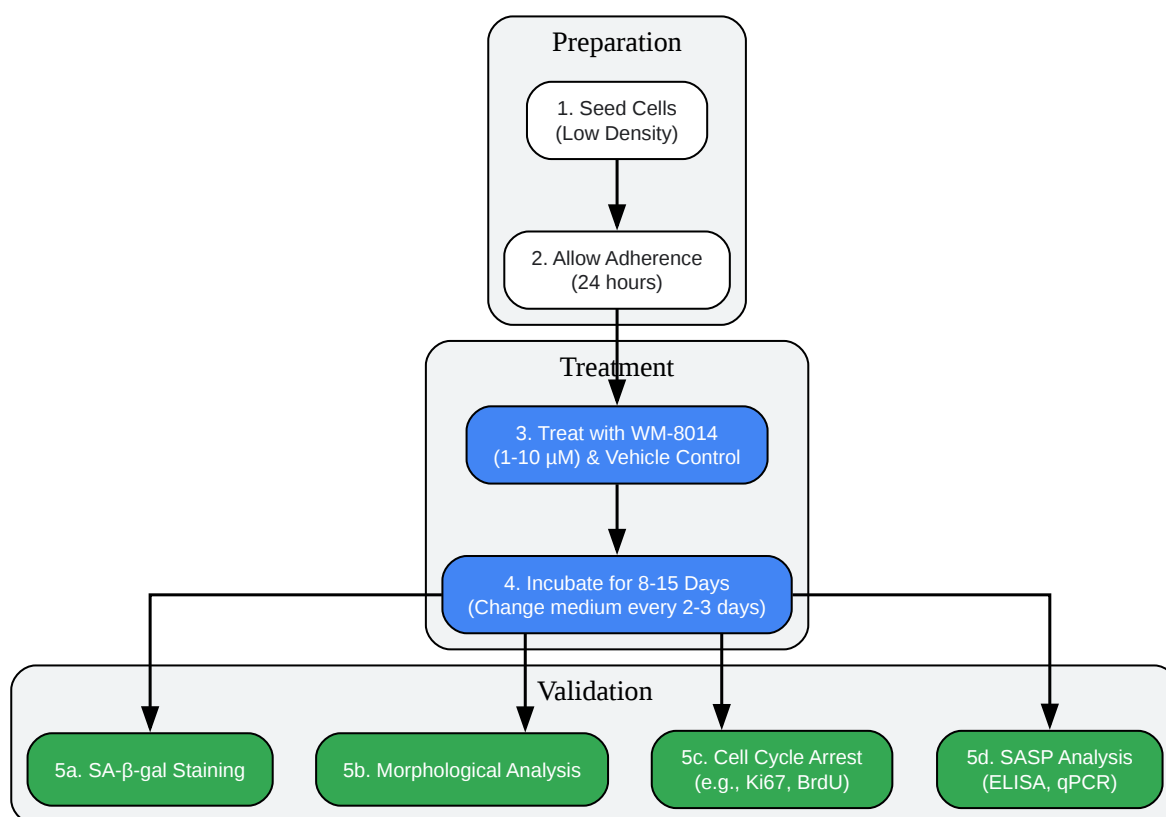 Preparation
1. Seed Cells
(Low Density)
2. Allow Adherence
(24 hours)
Treatment
3. Treat with WM-8014
(1-10 µM) & Vehicle Control
4. Incubate for 8-15 Days
(Change medium every 2-3 days)
Validation
5a. SA-β-gal Staining
5b. Morphological Analysis
5c. Cell Cycle Arrest
(e.g., Ki67, BrdU)
5d. SASP Analysis
(ELISA, qPCR)